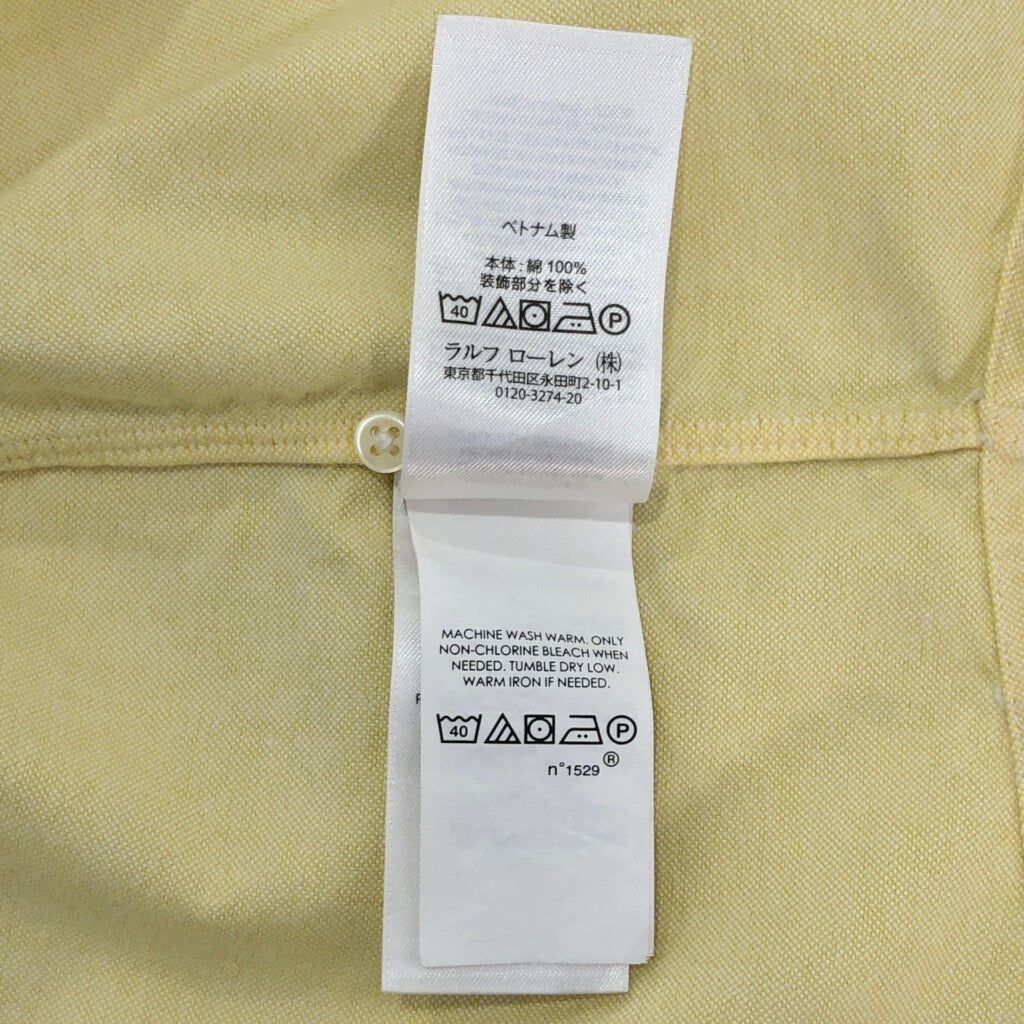 ベトナム製
本体 : 綿 100%
装飾部分を除く
40 P
ラルフ ローレン (株)
東京都千代田区永田町2-10-1
0120-3274-20
MACHINE WASH WARM. ONLY
NON-CHLORINE BLEACH WHEN
NEEDED. TUMBLE DRY LOW.
WARM IRON IF NEEDED.
40 P
n°1529 ®